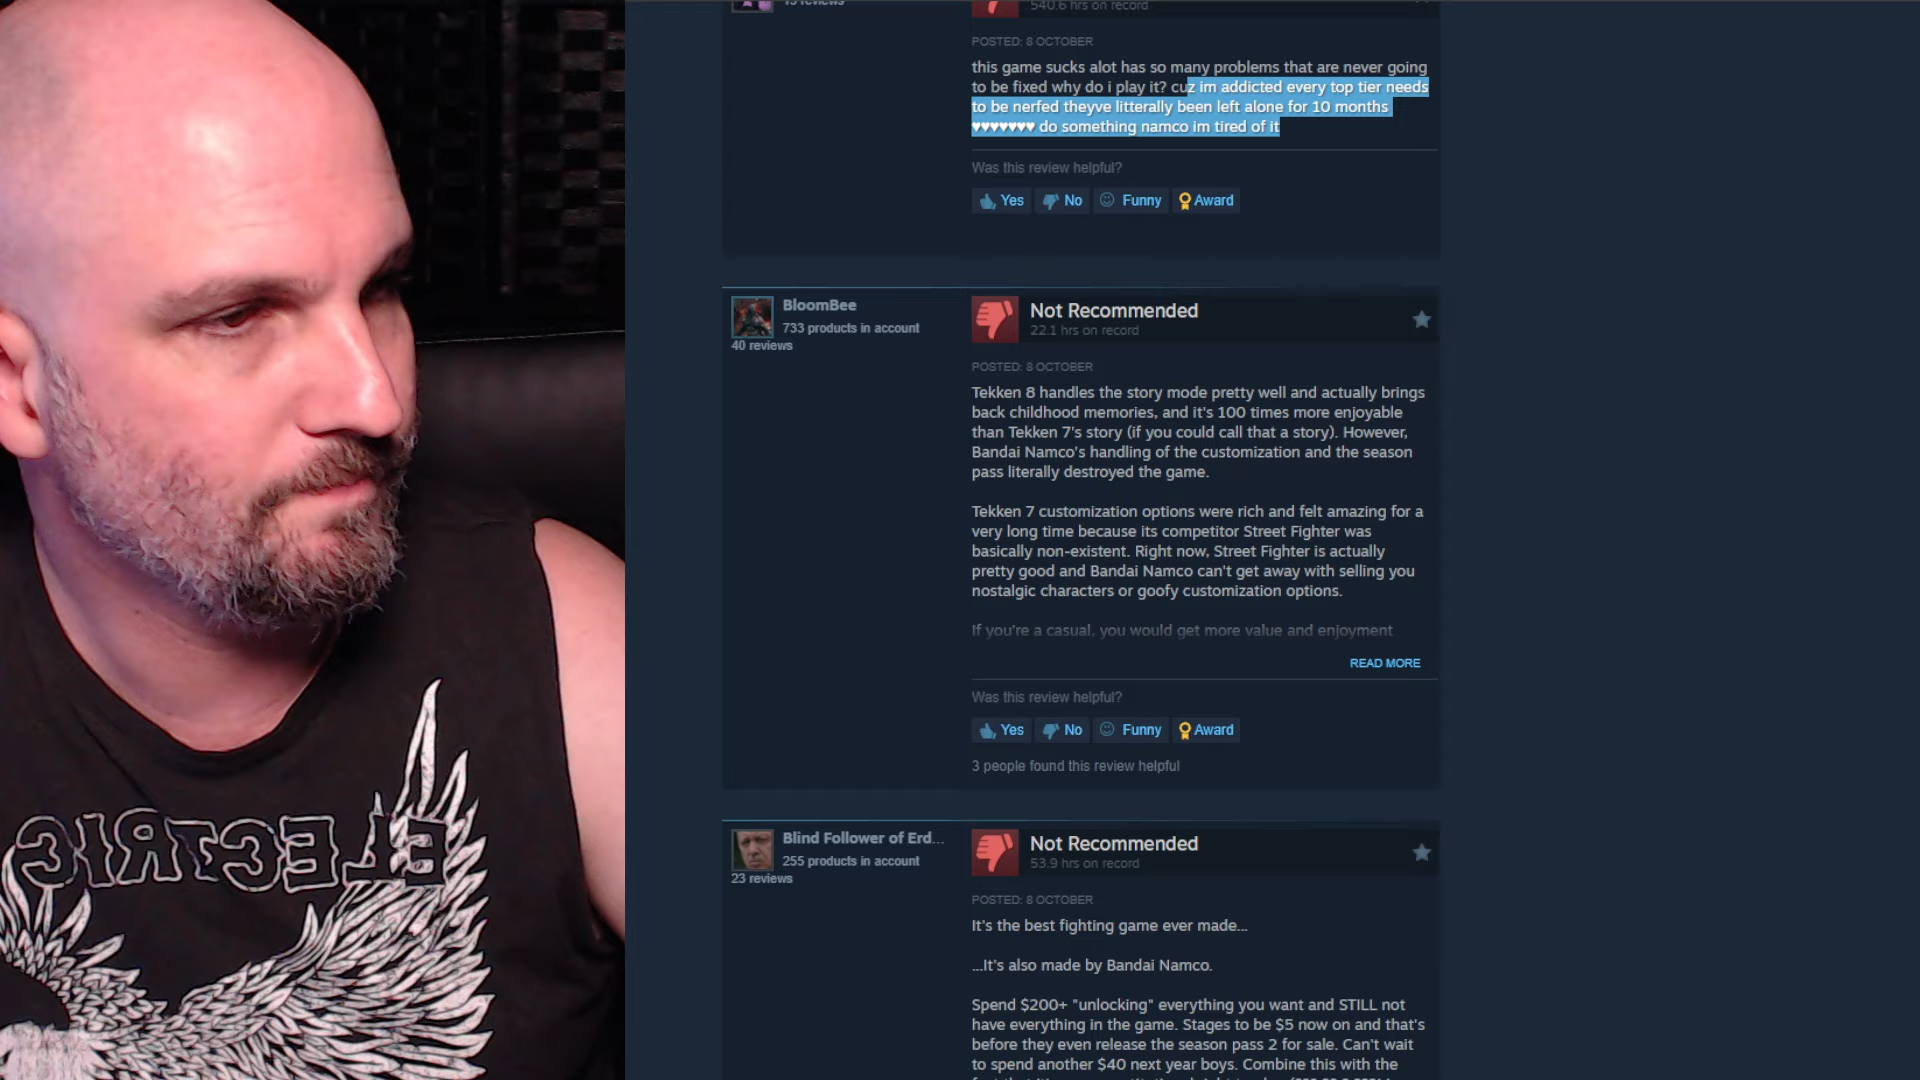 540.6 hrs on record
POSTED: 8 OCTOBER
this game sucks alot has so many problems that are never going
to be fixed why do i play it? cuz im addicted every top tier needs
to be nerfed theyve litterally been left alone for 10 months
♥♥♥♥♥♥♥ do something namco im tired of it
Was this review helpful?
Yes No Funny Award
BloomBee
733 products in account
40 reviews
Not Recommended
22.1 hrs on record
POSTED: 8 OCTOBER
Tekken 8 handles the story mode pretty well and actually brings
back childhood memories, and it's 100 times more enjoyable
than Tekken 7's story (if you could call that a story). However,
Bandai Namco's handling of the customization and the season
pass literally destroyed the game.
Tekken 7 customization options were rich and felt amazing for a
very long time because its competitor Street Fighter was
basically non-existent. Right now, Street Fighter is actually
pretty good and Bandai Namco can't get away with selling you
nostalgic characters or goofy customization options.
If you're a casual, you would get more value and enjoyment
READ MORE
Was this review helpful?
Yes No Funny Award
3 people found this review helpful
Blind Follower of Erd...
255 products in account
23 reviews
Not Recommended
53.9 hrs on record
POSTED: 8 OCTOBER
It's the best fighting game ever made...
...It's also made by Bandai Namco.
Spend $200+ "unlocking" everything you want and STILL not
have everything in the game. Stages to be $5 now on and that's
before they even release the season pass 2 for sale. Can't wait
to spend another $40 next year boys. Combine this with the
ELECTRIC